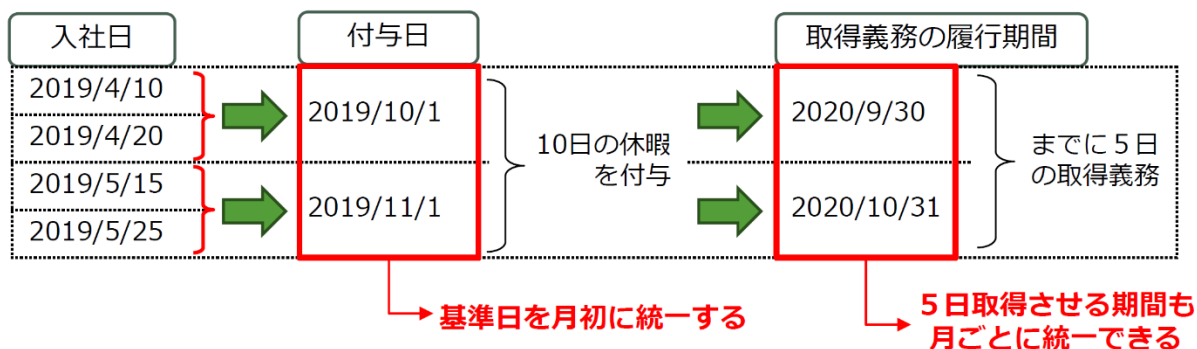 入社日
付与日
取得義務の履行期間
2019/4/10
2019/4/20
2019/5/15
2019/5/25
2019/10/1
2019/11/1
10日の休暇
を付与
2020/9/30
2020/10/31
までに５日
の取得義務
基準日を月初に統一する
５日取得させる期間も
月ごとに統一できる